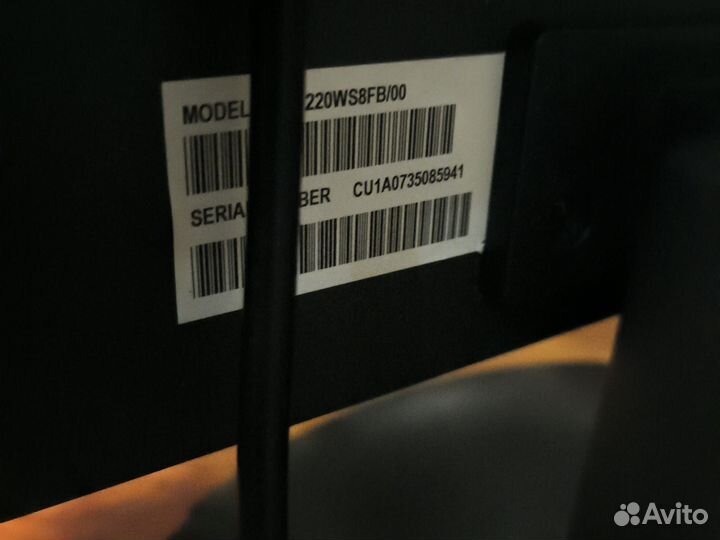 MODEL 220WS8FB/00
SERIA BER CU1A0735085941
Avito